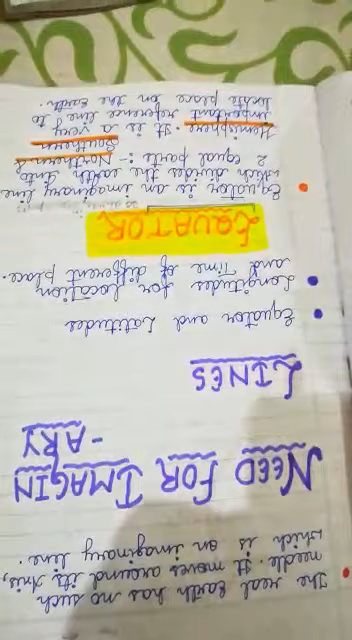 The real Earth has no such
needle. It moves around its this,
which is an imaginary line.
NEED FOR IMAGIN
-ARY
LINES
Equator and Latitudes
Longitudes for location
and Time of different place.
EQUATOR
Equator is an imaginary line
which divides the earth into
2 equal parts :- Northern &
Southern
Hemisphere. It is a very
important reference line to
locate place on the Earth.